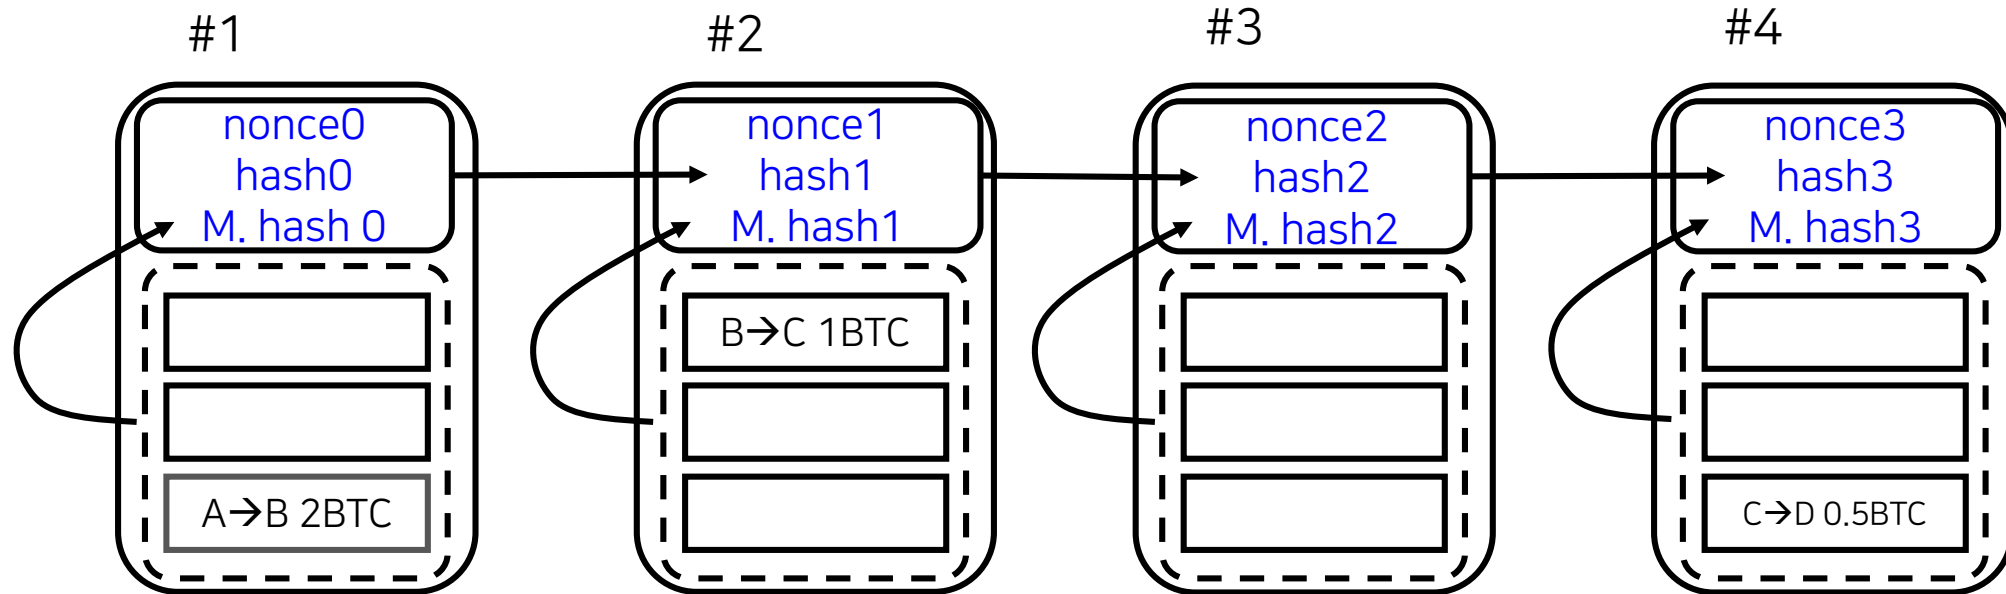 #1
#2
#3
#4
nonce0
hash0
M. hash 0
nonce1
hash1
M. hash1
nonce2
hash2
M. hash2
nonce3
hash3
M. hash3
A→B 2BTC
B→C 1BTC
C→D 0.5BTC